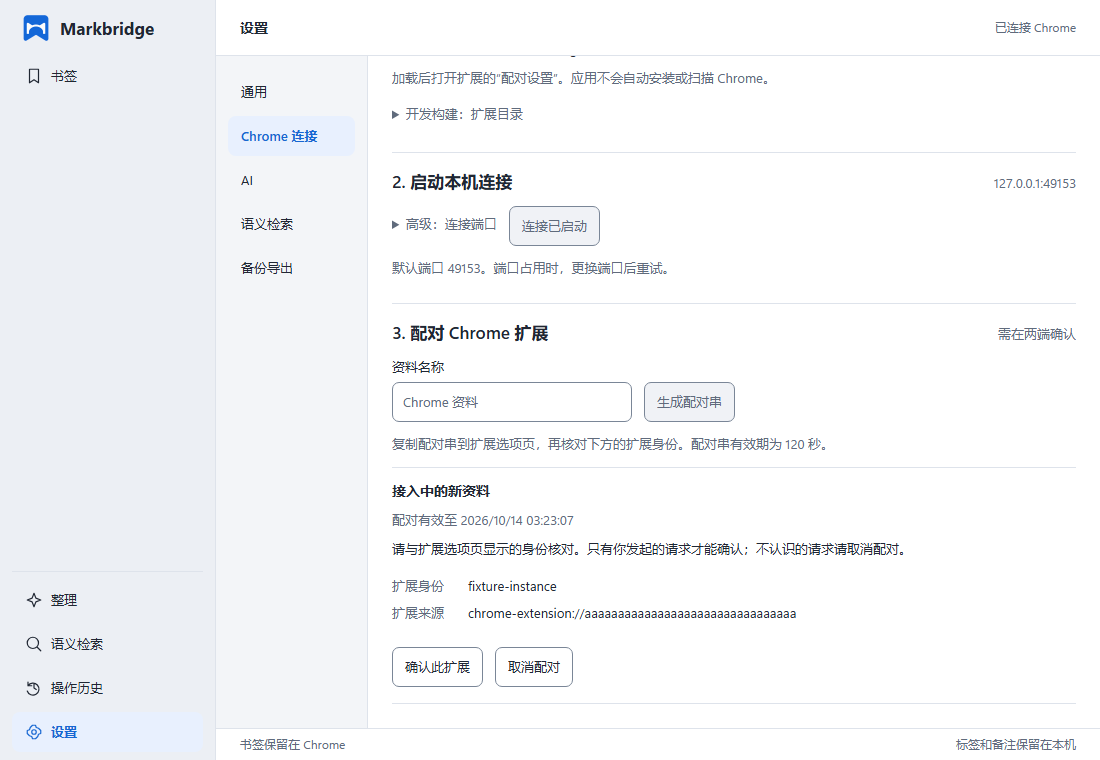 Markbridge
书签
整理
语义检索
操作历史
设置
设置
已连接 Chrome
通用
Chrome 连接
AI
语义检索
备份导出
加载后打开扩展的“配对设置”。应用不会自动安装或扫描 Chrome。
开发构建：扩展目录
2. 启动本机连接
127.0.0.1:49153
高级：连接端口
连接已启动
默认端口 49153。端口占用时，更换端口后重试。
3. 配对 Chrome 扩展
需在两端确认
资料名称
Chrome 资料
生成配对串
复制配对串到扩展选项页，再核对下方的扩展身份。配对串有效期为 120 秒。
接入中的新资料
配对有效至 2026/10/14 03:23:07
请与扩展选项页显示的身份核对。只有你发起的请求才能确认；不认识的请求请取消配对。
扩展身份 fixture-instance
扩展来源 chrome-extension://aaaaaaaaaaaaaaaaaaaaaaaaaaaaaaaa
确认此扩展
取消配对
书签保留在 Chrome
标签和备注保留在本机